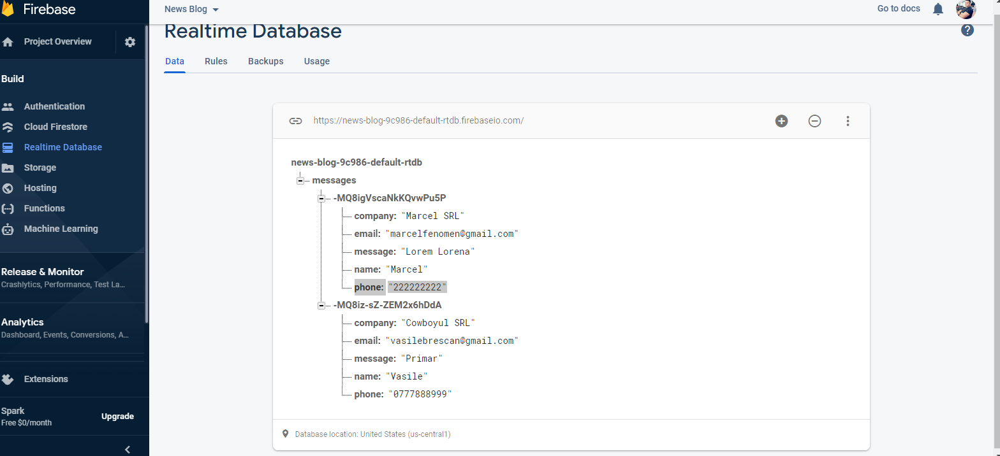 Firebase
Project Overview
Build
Authentication
Cloud Firestore
Realtime Database
Storage
Hosting
Functions
Machine Learning
Release & Monitor
Crashlytics, Performance, Test La...
Analytics
Dashboard, Events, Conversions, A...
Extensions
Spark
Free $0/month
Upgrade
News Blog
Go to docs
Realtime Database
?
Data Rules Backups Usage
https://news-blog-9c986-default-rtdb.firebaseio.com/
news-blog-9c986-default-rtdb
messages
-MQ8igVscaNkKQvwPu5P
company: "Marcel SRL"
email: "marcelfenomen@gmail.com"
message: "Lorem Lorena"
name: "Marcel"
phone: "222222222"
-MQ8iz-sZ-ZEM2x6hDdA
company: "Cowboyul SRL"
email: "vasilebrescan@gmail.com"
message: "Primar"
name: "Vasile"
phone: "0777888999"
Database location: United States (us-central1)